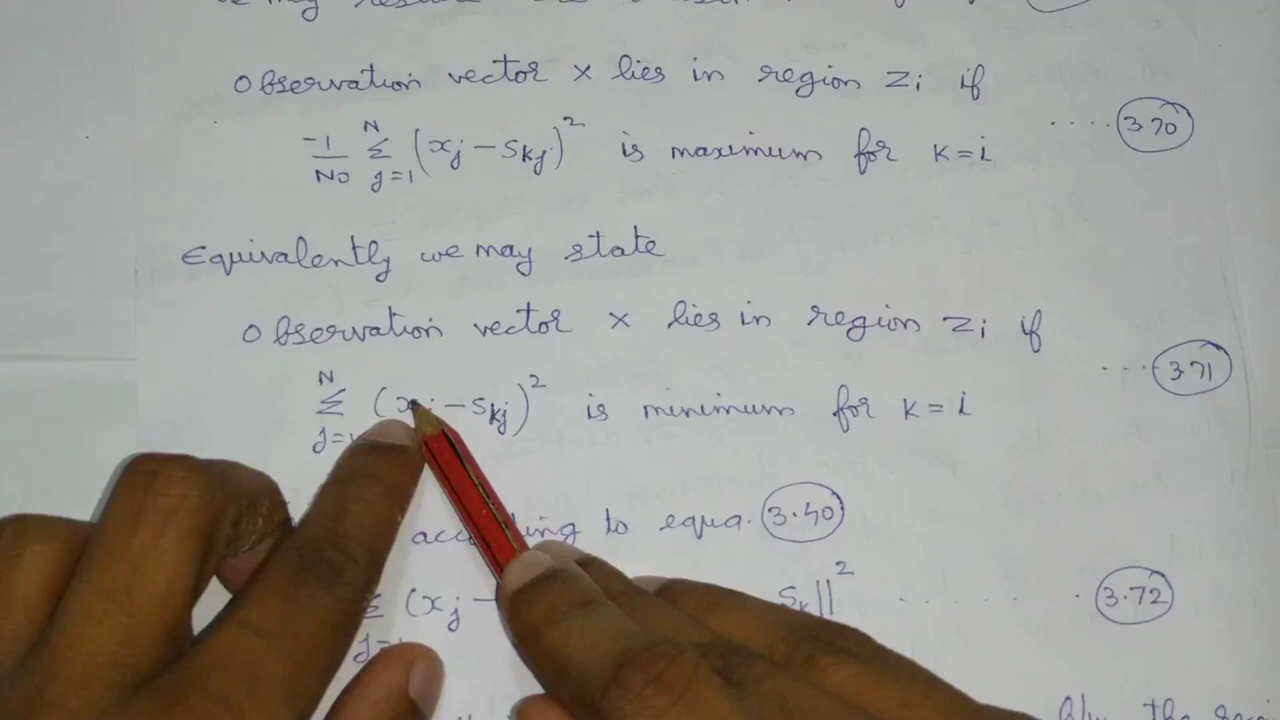 Observation vector x lies in region Zi if
-1/No N Σ j=1 (xj - Skj)² is maximum for K=i .... 3.70
Equivalently we may state
Observation vector x lies in region Zi if
N Σ j= (x - Skj)² is minimum for K=i ... 3.71
to equa. 3.40
Σ (xj - Sk||² ....... 3.72
the